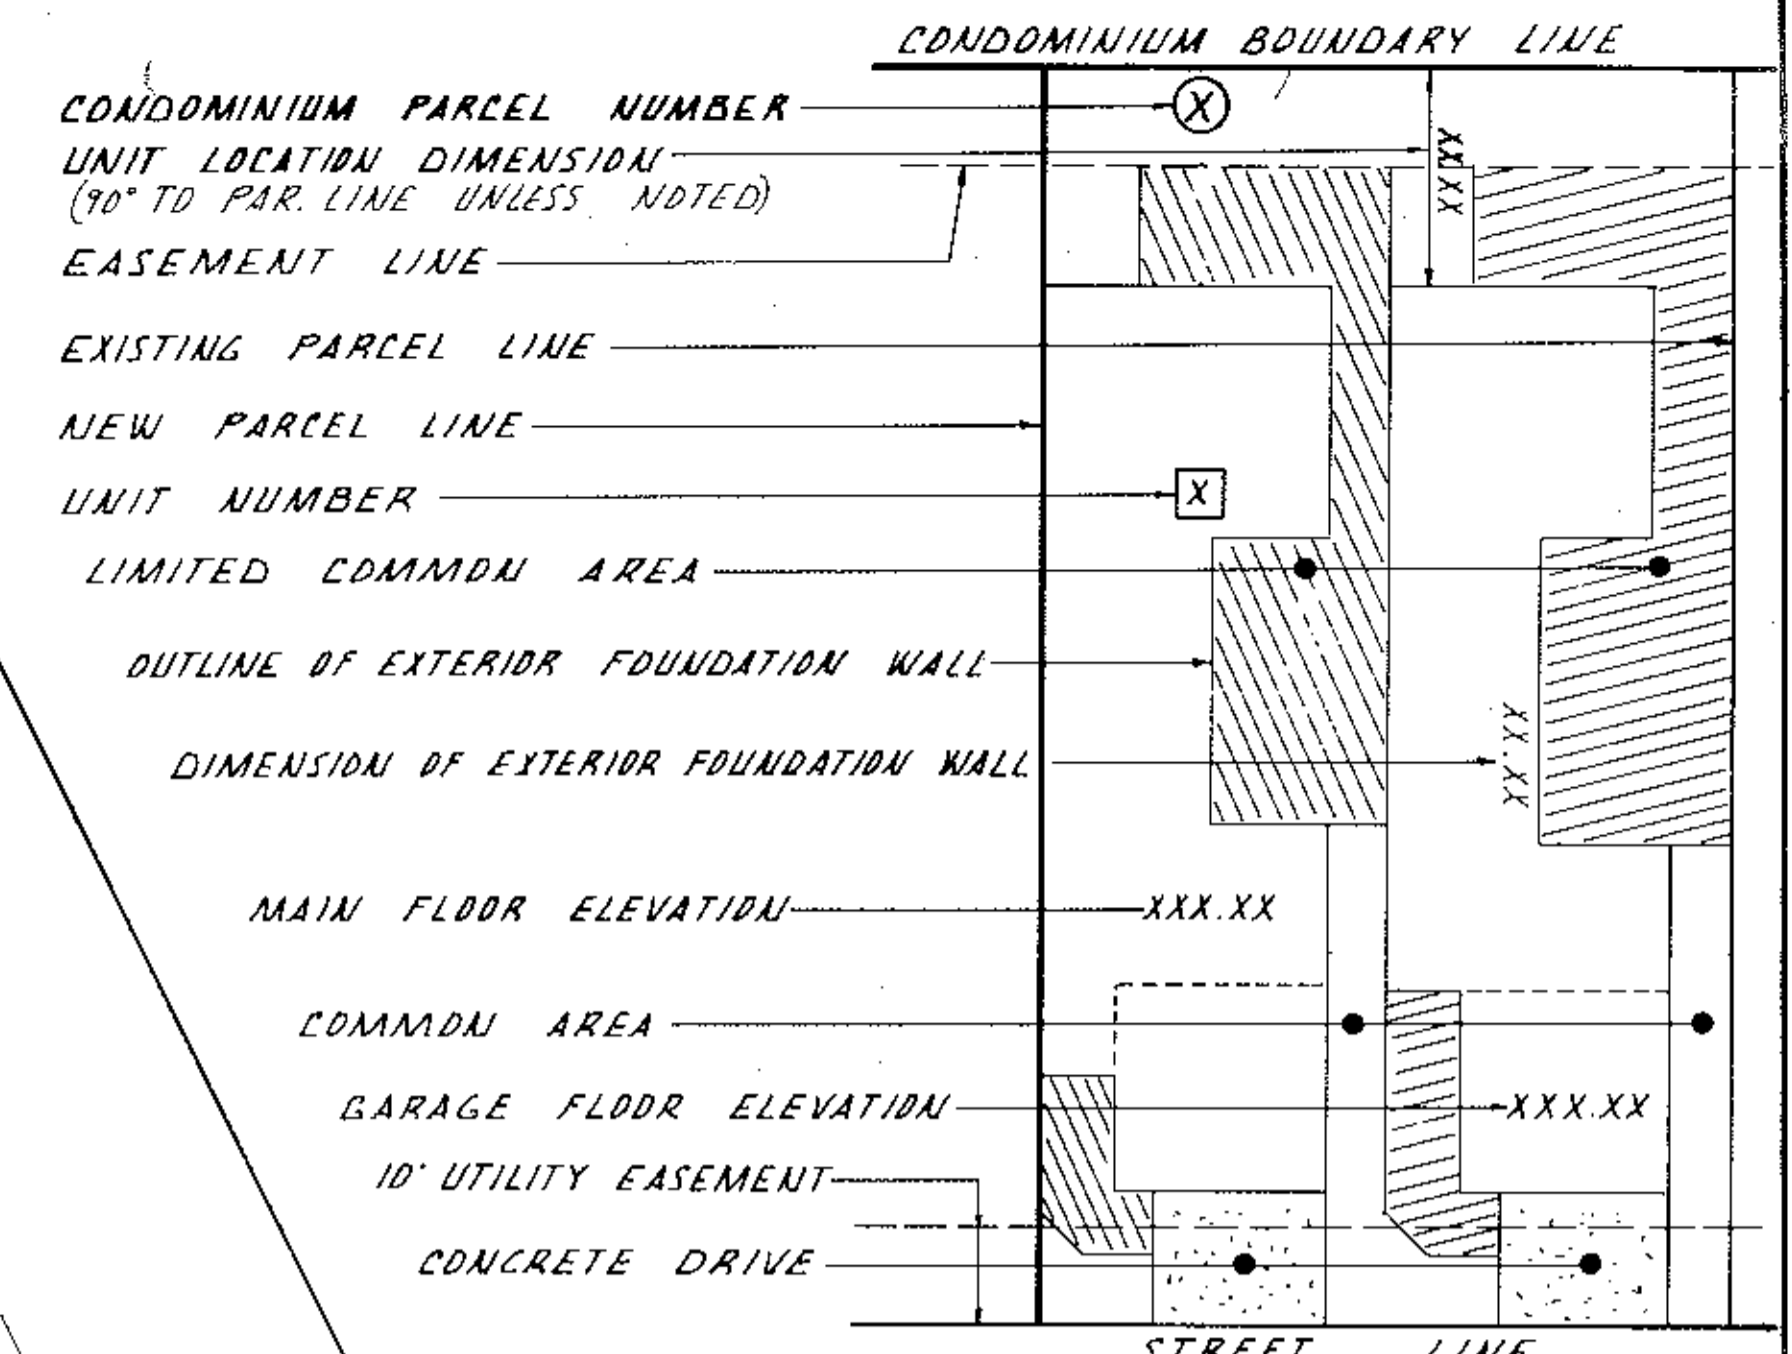 CONDOMINIUM BOUNDARY LINE
CONDOMINIUM PARCEL NUMBER
X
UNIT LOCATION DIMENSION
XX.XX
(90° TO PAR. LINE UNLESS NOTED)
EASEMENT LINE
EXISTING PARCEL LINE
NEW PARCEL LINE
UNIT NUMBER
X
LIMITED COMMON AREA
OUTLINE OF EXTERIOR FOUNDATION WALL
DIMENSION OF EXTERIOR FOUNDATION WALL
XX.XX
MAIN FLOOR ELEVATION
XXX.XX
COMMON AREA
GARAGE FLOOR ELEVATION
XXX.XX
10' UTILITY EASEMENT
CONCRETE DRIVE
STREET LINE